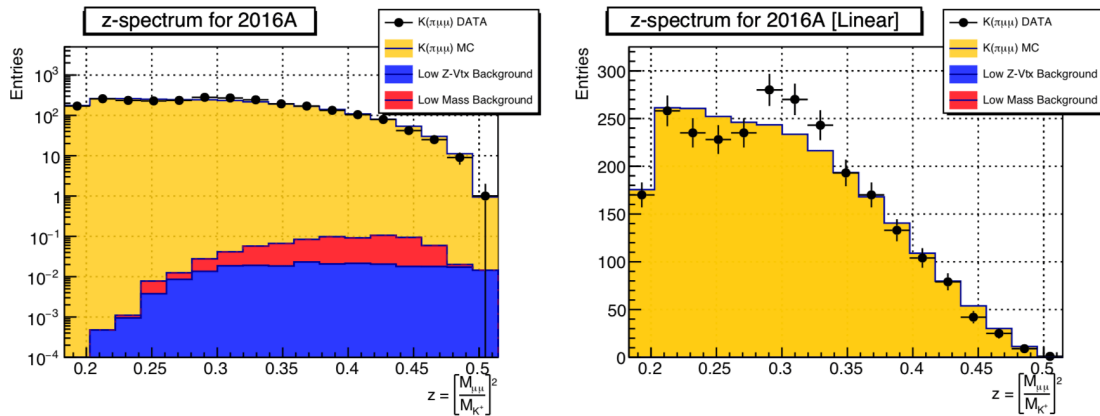 z-spectrum for 2016A
K(πμμ) DATA
K(πμμ) MC
Low Z-Vtx Background
Low Mass Background
Entries
10³
10²
10
1
10⁻¹
10⁻²
10⁻³
10⁻⁴
0.2 0.25 0.3 0.35 0.4 0.45 0.5
z = [M_μμ / M_K⁺]²
z-spectrum for 2016A [Linear]
K(πμμ) DATA
K(πμμ) MC
Low Z-Vtx Background
Low Mass Background
Entries
300
250
200
150
100
50
0
0.2 0.25 0.3 0.35 0.4 0.45 0.5
z = [M_μμ / M_K⁺]²